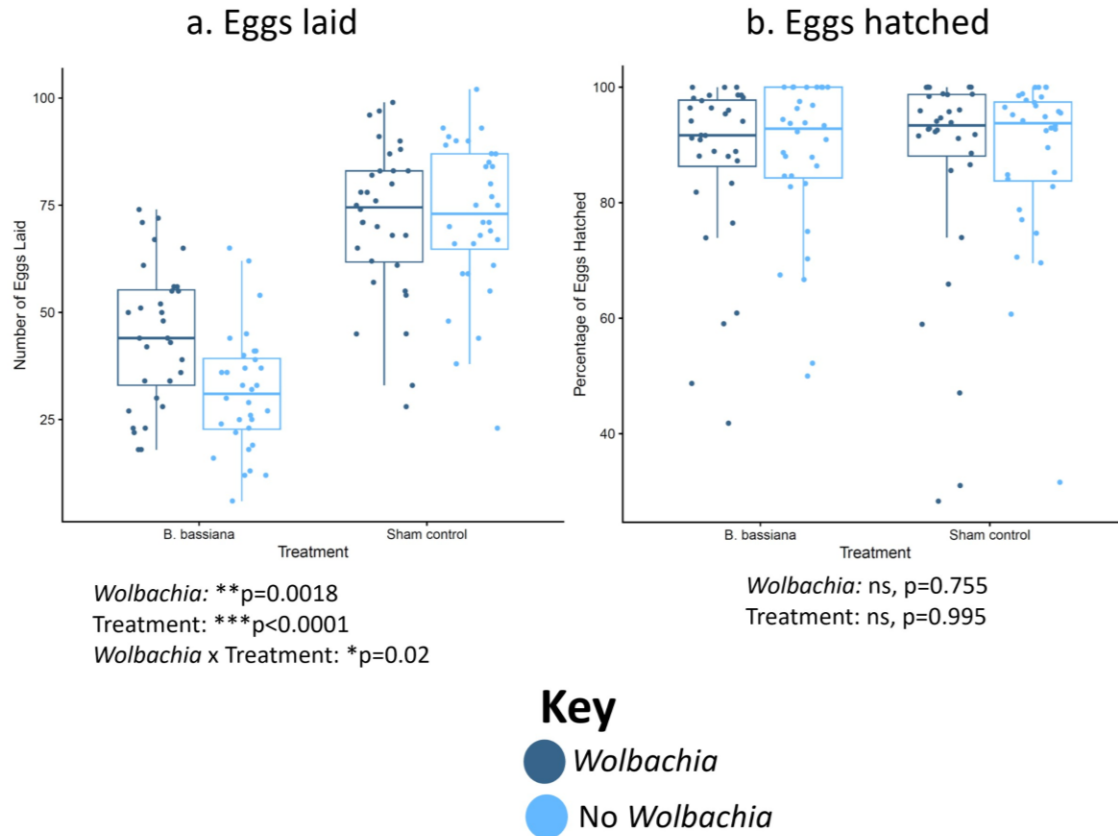 a. Eggs laid
b. Eggs hatched
Number of Eggs Laid
100
75
50
25
B. bassiana
Sham control
Treatment
Percentage of Eggs Hatched
100
80
60
40
B. bassiana
Sham control
Treatment
Wolbachia: **p=0.0018
Treatment: ***p<0.0001
Wolbachia x Treatment: *p=0.02
Wolbachia: ns, p=0.755
Treatment: ns, p=0.995
Key
Wolbachia
No Wolbachia